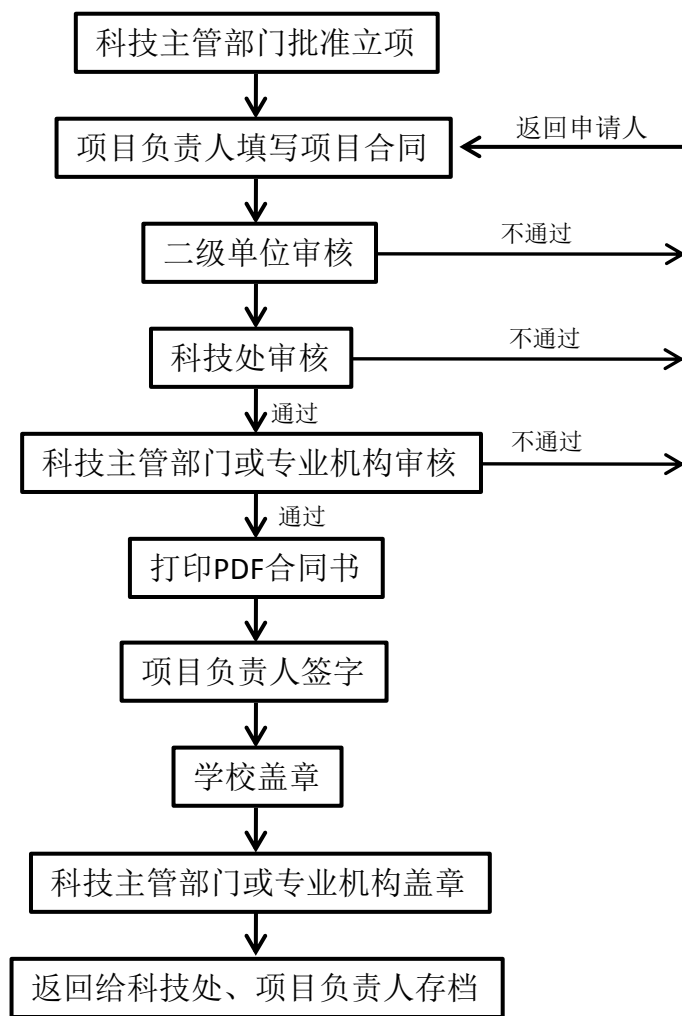 科技主管部门批准立项
返回申请人
项目负责人填写项目合同
不通过
二级单位审核
不通过
科技处审核
通过
不通过
科技主管部门或专业机构审核
通过
打印PDF合同书
项目负责人签字
学校盖章
科技主管部门或专业机构盖章
返回给科技处、项目负责人存档